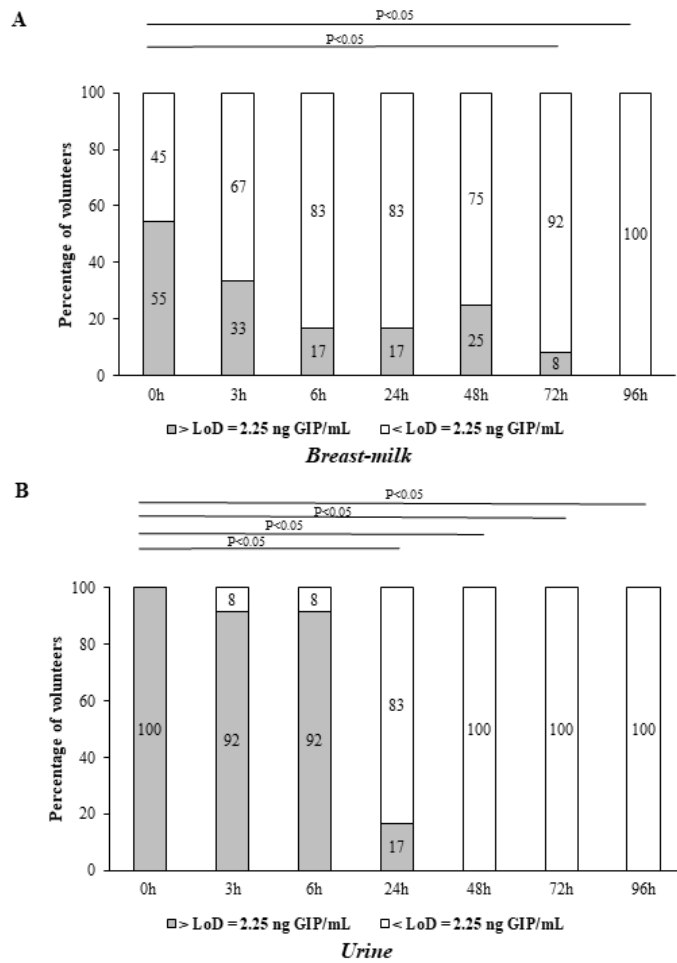 A
P<0.05
P<0.05
Percentage of volunteers
100
80
60
40
20
0
45
67
83
83
75
92
100
55
33
17
17
25
8
0h 3h 6h 24h 48h 72h 96h
> LoD = 2.25 ng GIP/mL < LoD = 2.25 ng GIP/mL
Breast-milk
B
P<0.05
P<0.05
P<0.05
P<0.05
Percentage of volunteers
100
80
60
40
20
0
8
8
83
100
92
92
100
100
100
17
0h 3h 6h 24h 48h 72h 96h
> LoD = 2.25 ng GIP/mL < LoD = 2.25 ng GIP/mL
Urine